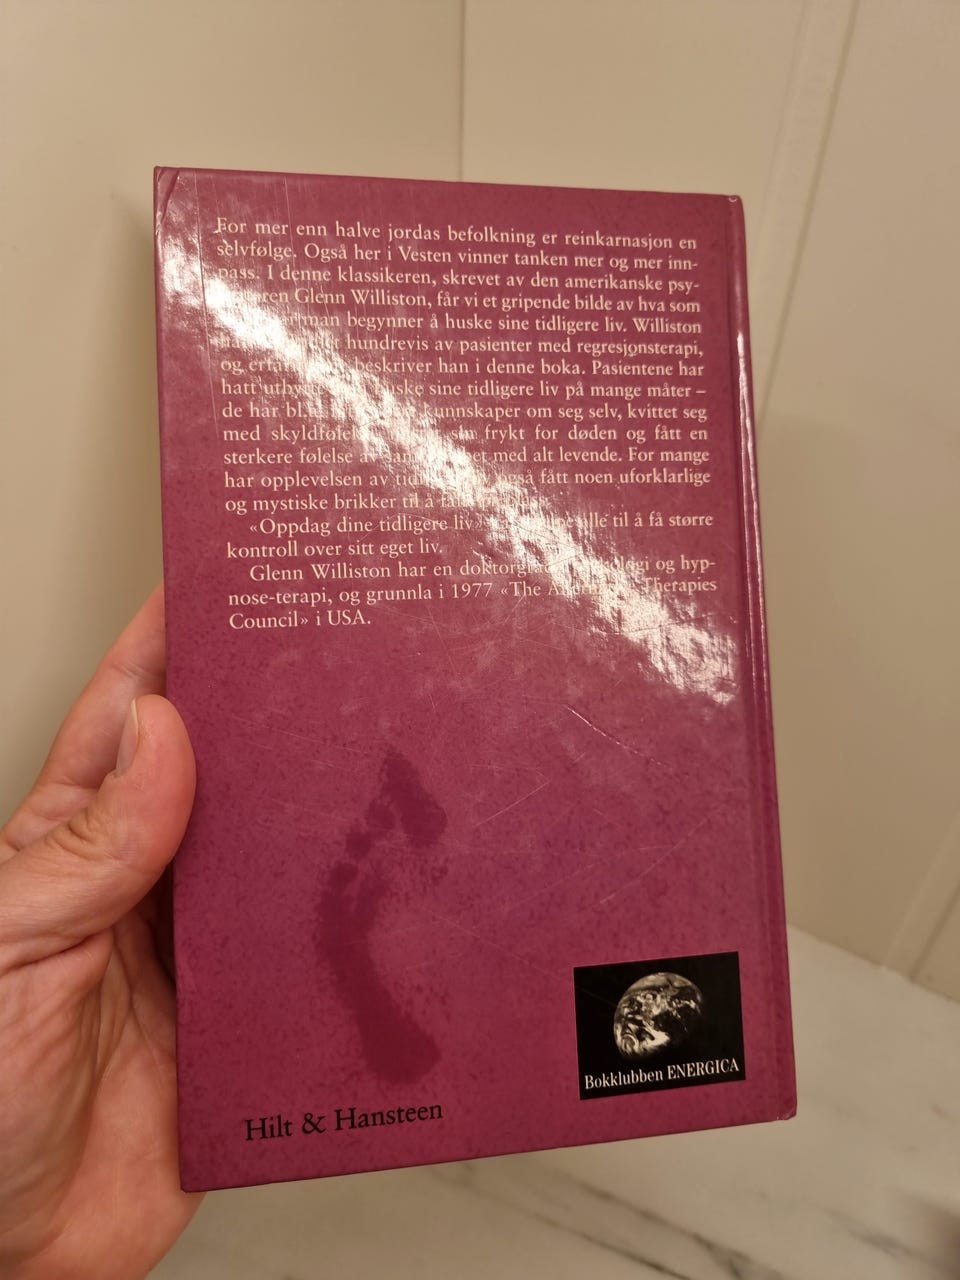 For mer enn halve jordas befolkning er reinkarnasjon en
selvfølge. Også her i Vesten vinner tanken mer og mer inn-
pass. I denne klassikeren, skrevet av den amerikanske psy-
Glenn Williston, får vi et gripende bilde av hva som
man begynner å huske sine tidligere liv. Williston
hundrevis av pasienter med regresjonsterapi,
og beskriver han i denne boka. Pasientene har
hatt huske sine tidligere liv på mange måter –
de har kunnskaper om seg selv, kvittet seg
med frykt for døden og fått en
sterkere følelse med alt levende. For mange
har opplevelsen av også fått noen uforklarlige
og mystiske brikker til å
«Oppdag dine tidligere liv» til å få større
kontroll over sitt eget liv.
Glenn Williston har en og hyp-
nose-terapi, og grunnla i 1977 «The Therapies
Council» i USA.
Hilt & Hansteen
Bokklubben ENERGICA